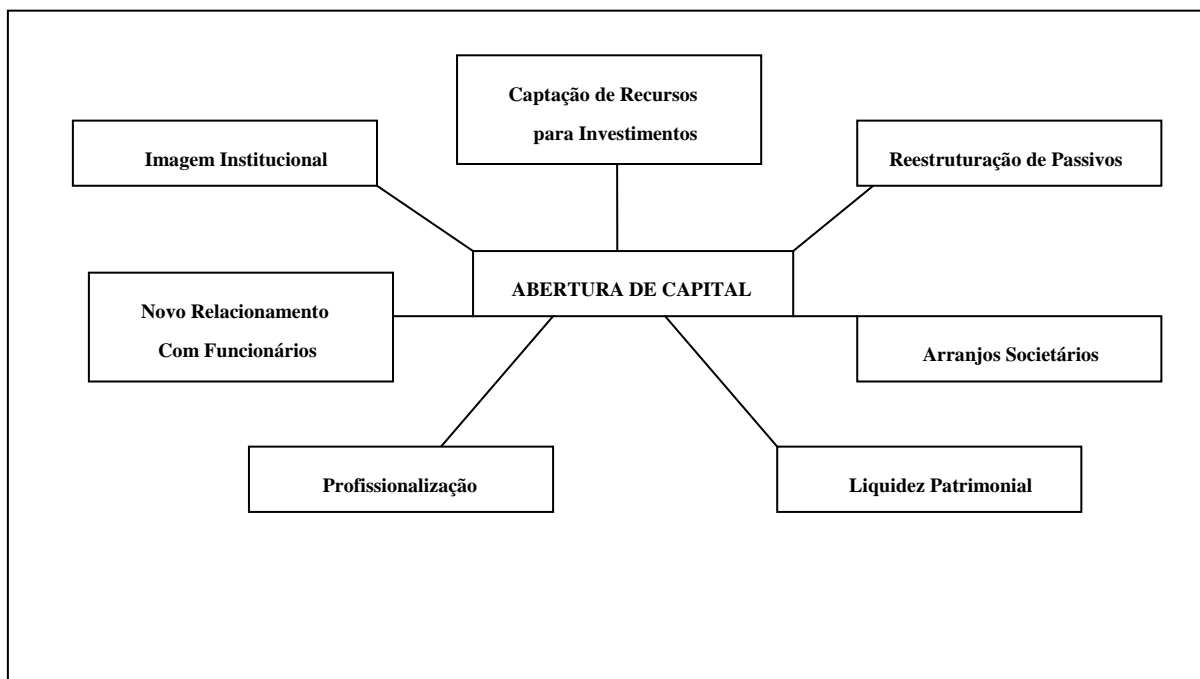 Captação de Recursos
para Investimentos
Imagem Institucional
Reestruturação de Passivos
ABERTURA DE CAPITAL
Novo Relacionamento
Com Funcionários
Arranjos Societários
Profissionalização
Liquidez Patrimonial